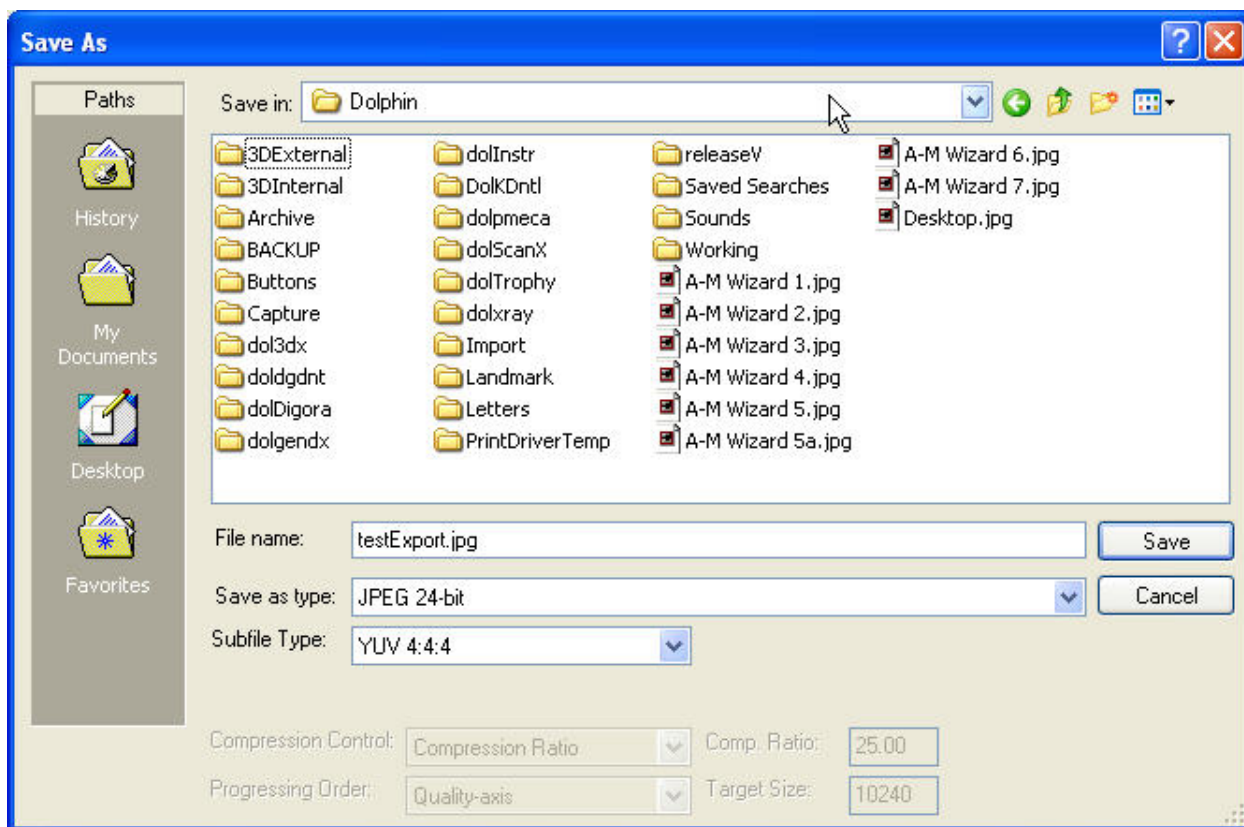 Save As
Paths
History
My
Documents
Desktop
Favorites
Save in: Dolphin
3DExternal
3DInternal
Archive
BACKUP
Buttons
Capture
dol3dx
doldgdnt
dolDigora
dolgendx
dolInstr
DolKDntl
dolpmeca
dolScanX
dolTrophy
dolxray
Import
Landmark
Letters
PrintDriverTemp
releaseV
Saved Searches
Sounds
Working
A-M Wizard 1.jpg
A-M Wizard 2.jpg
A-M Wizard 3.jpg
A-M Wizard 4.jpg
A-M Wizard 5.jpg
A-M Wizard 5a.jpg
A-M Wizard 6.jpg
A-M Wizard 7.jpg
Desktop.jpg
File name: testExport.jpg Save
Save as type: JPEG 24-bit Cancel
Subfile Type: YUV 4:4:4
Compression Control: Compression Ratio Comp. Ratio: 25.00
Progressing Order: Quality-axis Target Size: 10240